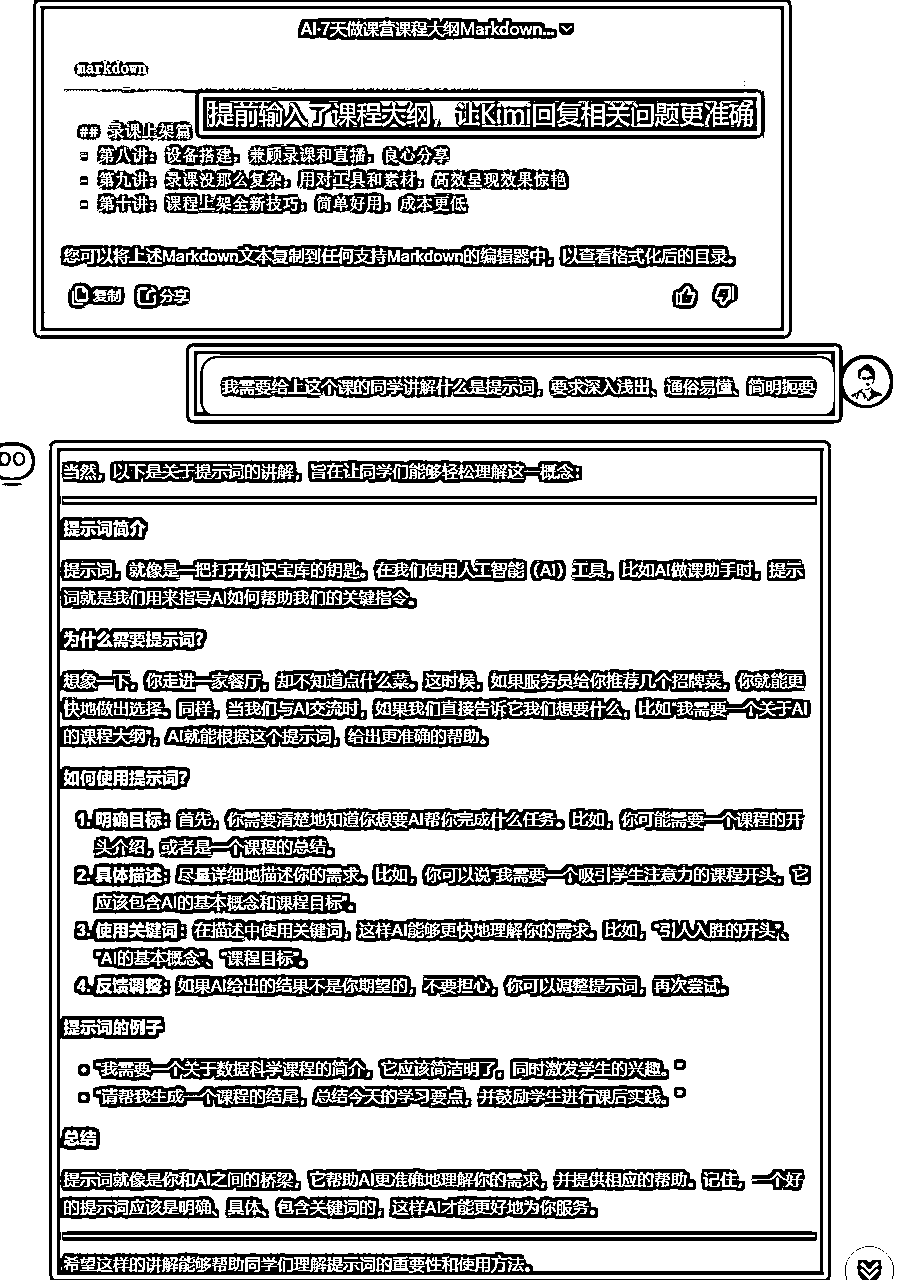 AI·7天做课营课程大纲Markdown...
markdown
提前输入了课程大纲，让Kimi回复相关问题更准确
## 录课上架篇
- 第八讲：设备搭建，兼顾录课和直播，良心分享
- 第九讲：录课没那么复杂，用对工具和素材，高效呈现效果惊艳
- 第十讲：课程上架全新技巧，简单好用，成本更低
您可以将上述Markdown文本复制到任何支持Markdown的编辑器中，以查看格式化后的目录。
复制 分享
我需要给上这个课的同学讲解什么是提示词，要求深入浅出、通俗易懂、简明扼要
当然，以下是关于提示词的讲解，旨在让同学们能够轻松理解这一概念：
提示词简介
提示词，就像是一把打开知识宝库的钥匙。在我们使用人工智能（AI）工具，比如AI做课助手时，提示
词就是我们用来指导AI如何帮助我们的关键指令。
为什么需要提示词？
想象一下，你走进一家餐厅，却不知道点什么菜。这时候，如果服务员给你推荐几个招牌菜，你就能更
快地做出选择。同样，当我们与AI交流时，如果我们直接告诉它我们想要什么，比如“我需要一个关于AI
的课程大纲”，AI就能根据这个提示词，给出更准确的帮助。
如何使用提示词？
1. 明确目标：首先，你需要清楚地知道你想要AI帮你完成什么任务。比如，你可能需要一个课程的开
头介绍，或者是一个课程的总结。
2. 具体描述：尽量详细地描述你的需求。比如，你可以说“我需要一个吸引学生注意力的课程开头，它
应该包含AI的基本概念和课程目标”。
3. 使用关键词：在描述中使用关键词，这样AI能够更快地理解你的需求。比如，“引人入胜的开头”、
“AI的基本概念”、“课程目标”。
4. 反馈调整：如果AI给出的结果不是你期望的，不要担心，你可以调整提示词，再次尝试。
提示词的例子
“我需要一个关于数据科学课程的简介，它应该简洁明了，同时激发学生的兴趣。”
“请帮我生成一个课程的结尾，总结今天的学习要点，并鼓励学生进行课后实践。”
总结
提示词就像是你和AI之间的桥梁，它帮助AI更准确地理解你的需求，并提供相应的帮助。记住，一个好
的提示词应该是明确、具体、包含关键词的，这样AI才能更好地为你服务。
希望这样的讲解能够帮助同学们理解提示词的重要性和使用方法。